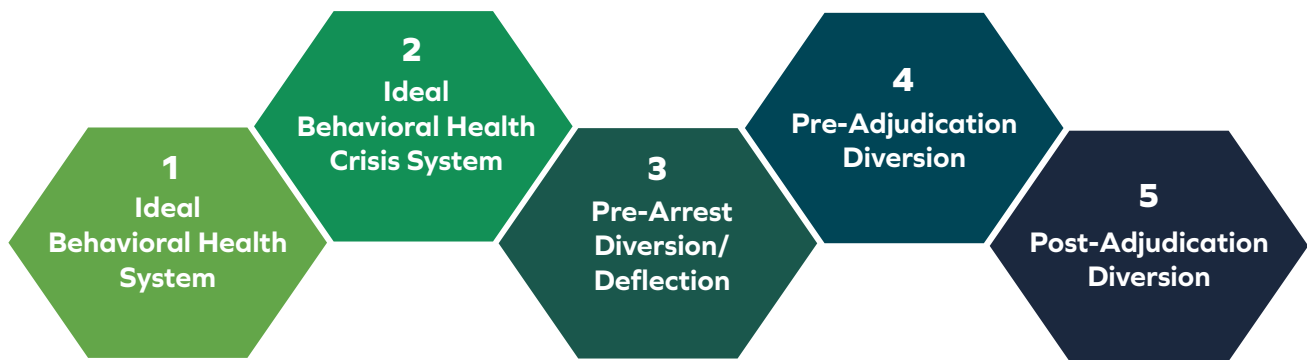 1
Ideal
Behavioral Health
System
2
Ideal
Behavioral Health
Crisis System
3
Pre-Arrest
Diversion/
Deflection
4
Pre-Adjudication
Diversion
5
Post-Adjudication
Diversion